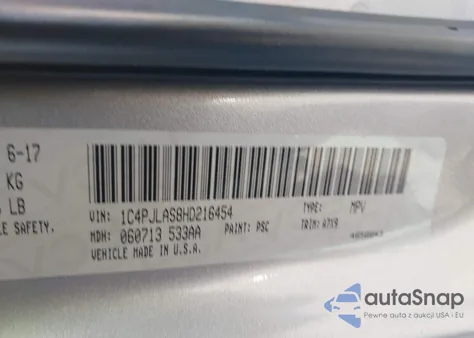 6-17
KG
LB
LE SAFETY.
VIN: 1C4PJLAS8HD216454 TYPE: MPV
MDH: 060713 533AA PAINT: PSC TRIM: A7X9
VEHICLE MADE IN U.S.A.
autoSnap
Pewne auta z aukcji USA i EU